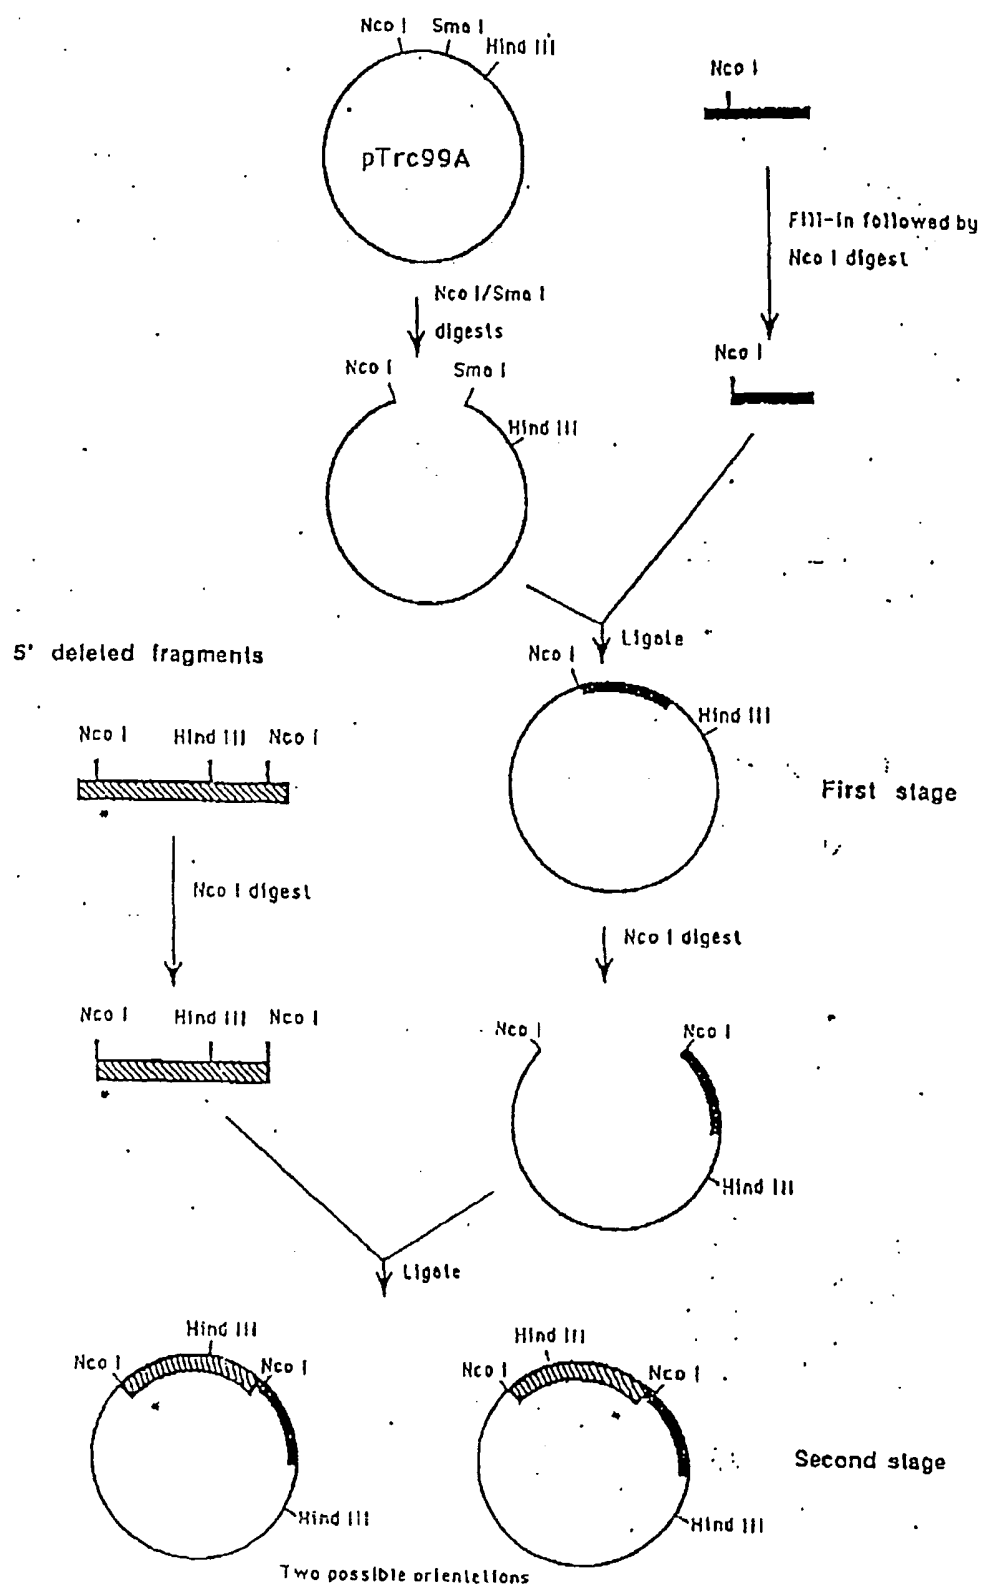 Nco I Sma I
Hind III
pTrc99A
Nco I
Fill-in followed by
Nco I digest
Nco I/Sma I
digests
Nco I
Nco I Sma I
Hind III
Ligate
5' deleted fragments
Nco I
Hind III
Nco I Hind III Nco I
*
First stage
Nco I digest
Nco I digest
Nco I Hind III Nco I
*
Nco I Nco I
Hind III
Ligate
Hind III
Nco I Nco I
*
Hind III
Hind III
Nco I Nco I
*
Hind III
Second stage
Two possible orientations